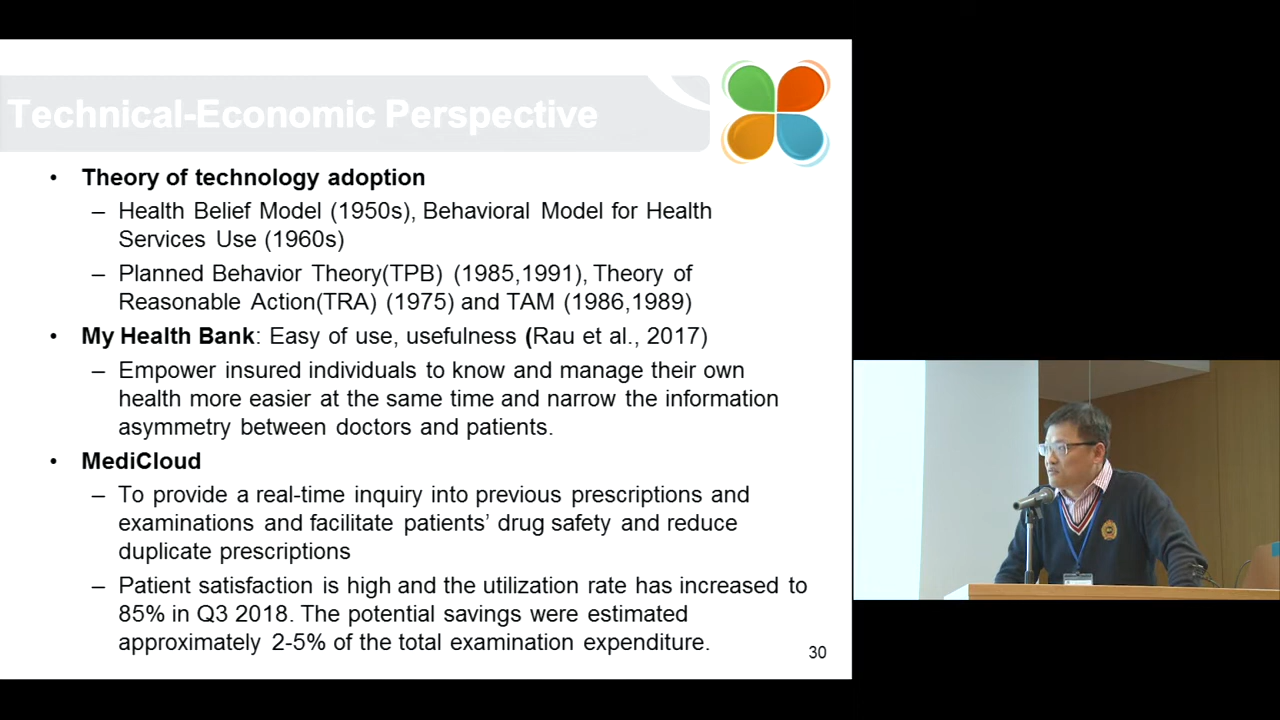 Technical-Economic Perspective
• Theory of technology adoption
– Health Belief Model (1950s), Behavioral Model for Health
Services Use (1960s)
– Planned Behavior Theory(TPB) (1985,1991), Theory of
Reasonable Action(TRA) (1975) and TAM (1986,1989)
• My Health Bank: Easy of use, usefulness (Rau et al., 2017)
– Empower insured individuals to know and manage their own
health more easier at the same time and narrow the information
asymmetry between doctors and patients.
• MediCloud
– To provide a real-time inquiry into previous prescriptions and
examinations and facilitate patients’ drug safety and reduce
duplicate prescriptions
– Patient satisfaction is high and the utilization rate has increased to
85% in Q3 2018. The potential savings were estimated
approximately 2-5% of the total examination expenditure.
30